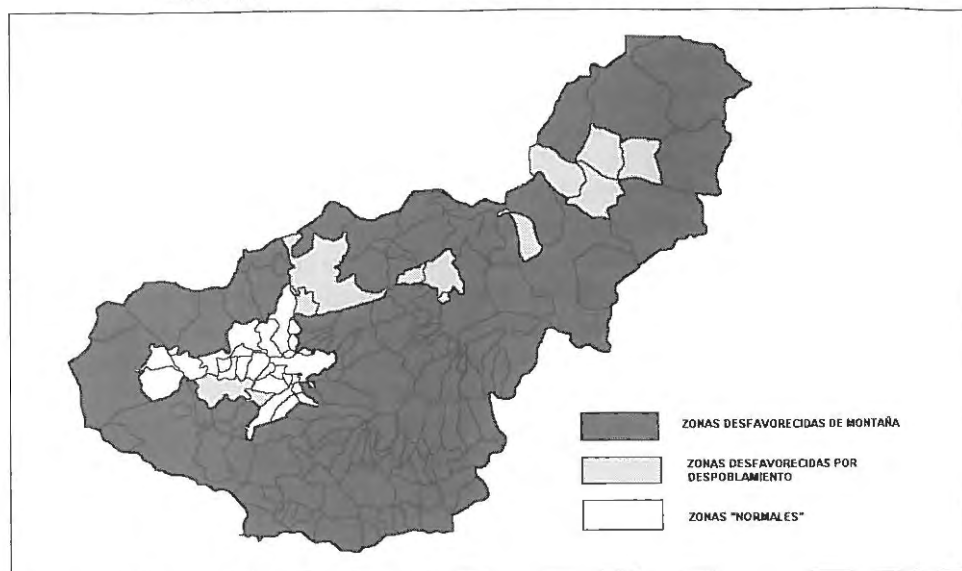 ZONAS DESFAVORECIDAS DE MONTAÑA
ZONAS DESFAVORECIDAS POR
DESPOBLAMIENTO
ZONAS "NORMALES"